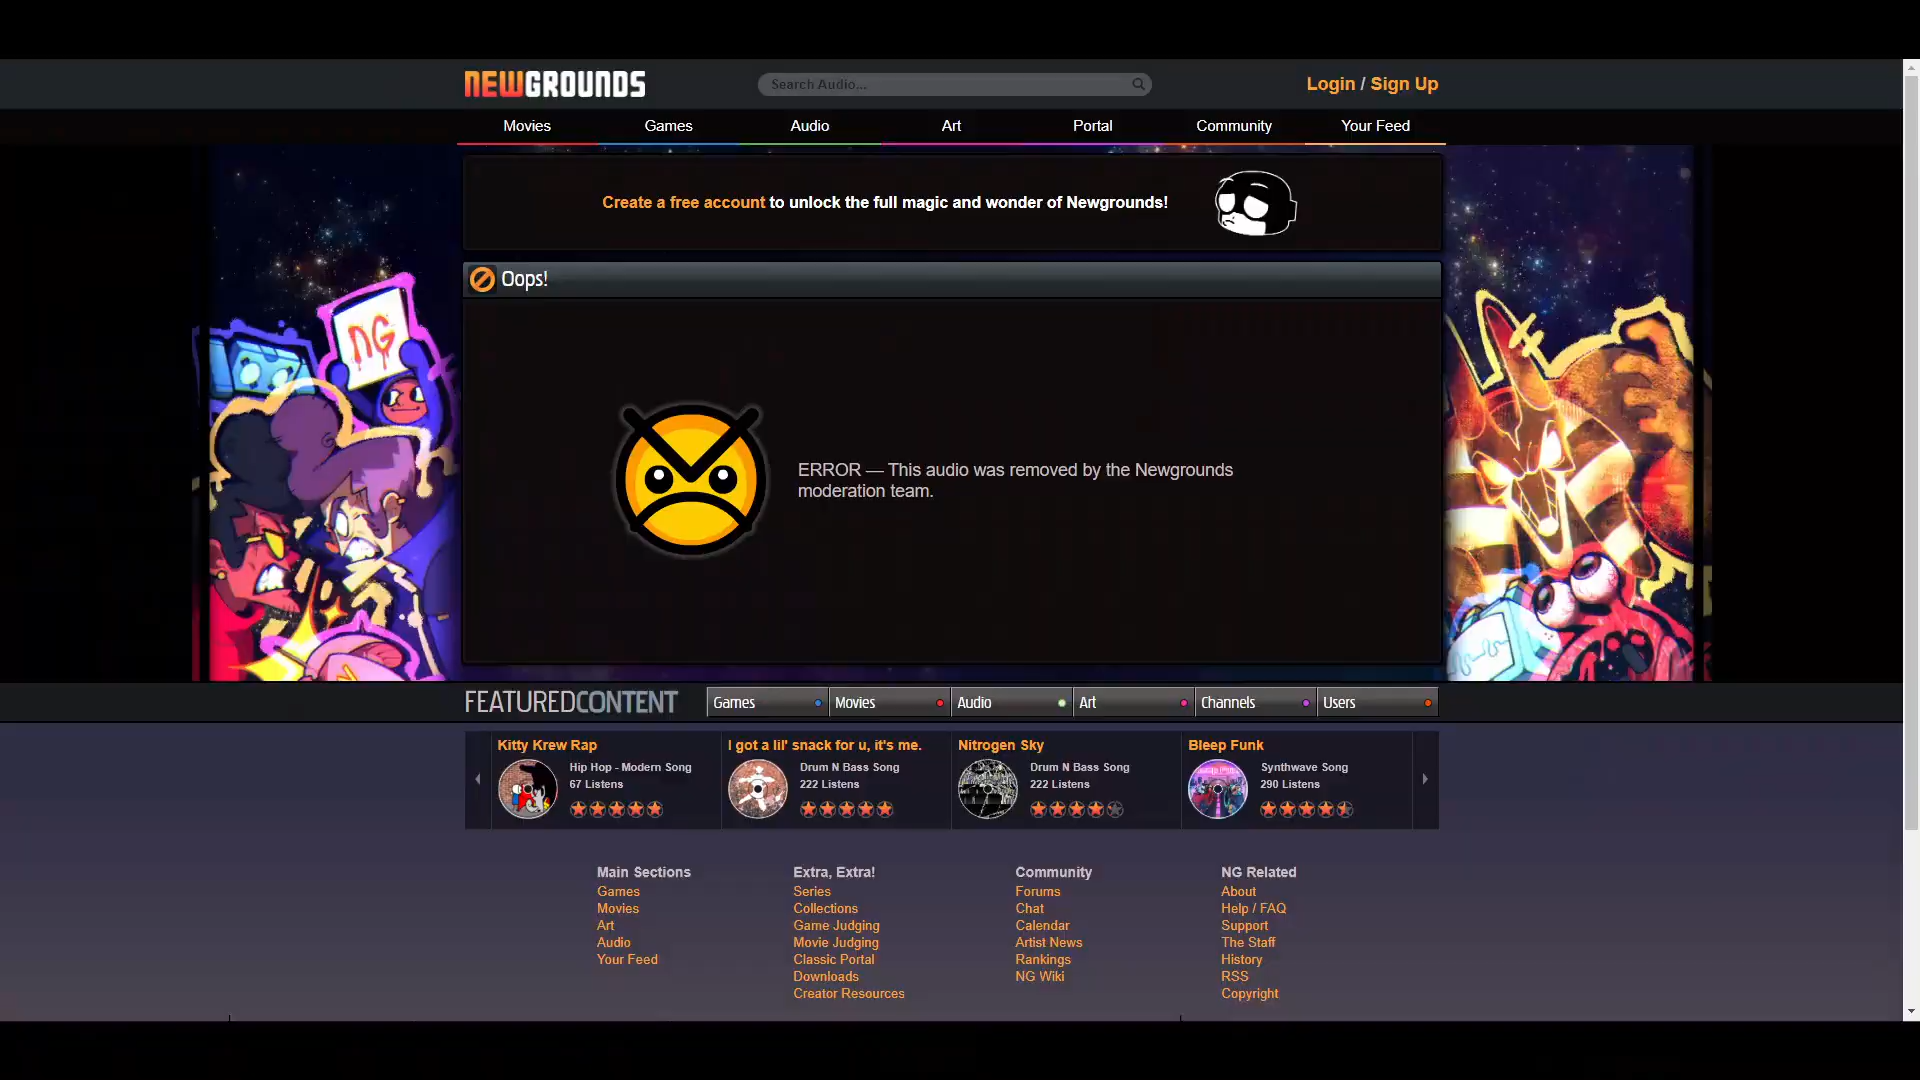 NEWGROUNDS
Search Audio...
Login / Sign Up
Movies
Games
Audio
Art
Portal
Community
Your Feed
Create a free account to unlock the full magic and wonder of Newgrounds!
Oops!
NG
ERROR — This audio was removed by the Newgrounds
moderation team.
FEATUREDCONTENT
Games
Movies
Audio
Art
Channels
Users
Kitty Krew Rap
Hip Hop - Modern Song
67 Listens
I got a lil' snack for u, it's me.
Drum N Bass Song
222 Listens
Nitrogen Sky
Drum N Bass Song
222 Listens
Bleep Funk
Synthwave Song
290 Listens
Main Sections
Games
Movies
Art
Audio
Your Feed
Extra, Extra!
Series
Collections
Game Judging
Movie Judging
Classic Portal
Downloads
Creator Resources
Community
Forums
Chat
Calendar
Artist News
Rankings
NG Wiki
NG Related
About
Help / FAQ
Support
The Staff
History
RSS
Copyright